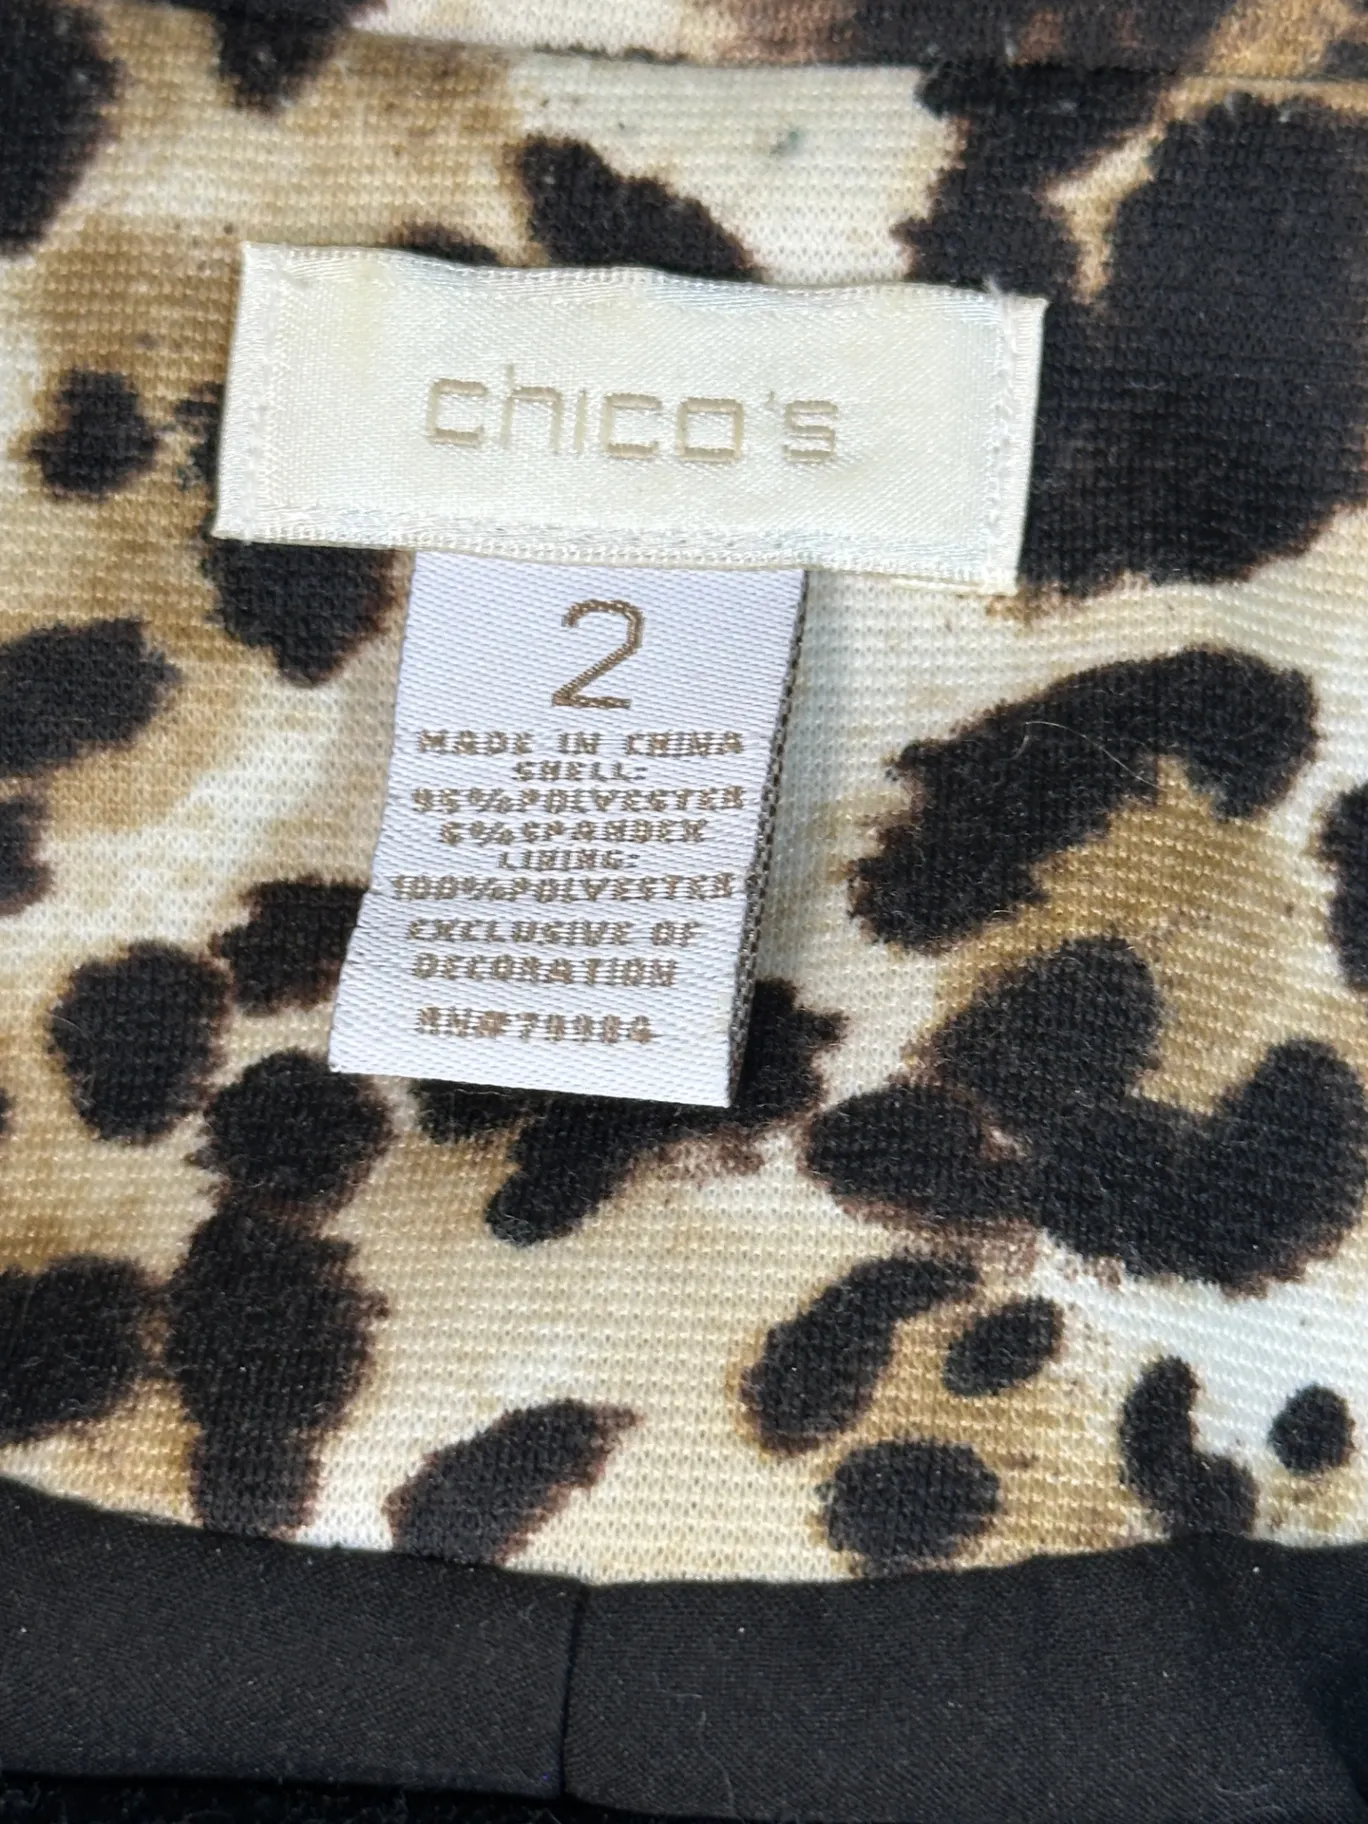 chico's
2
MADE IN CHINA
SHELL:
95%POLYESTER
5%SPANDEX
LINING:
100%POLYESTER
EXCLUSIVE OF
DECORATION